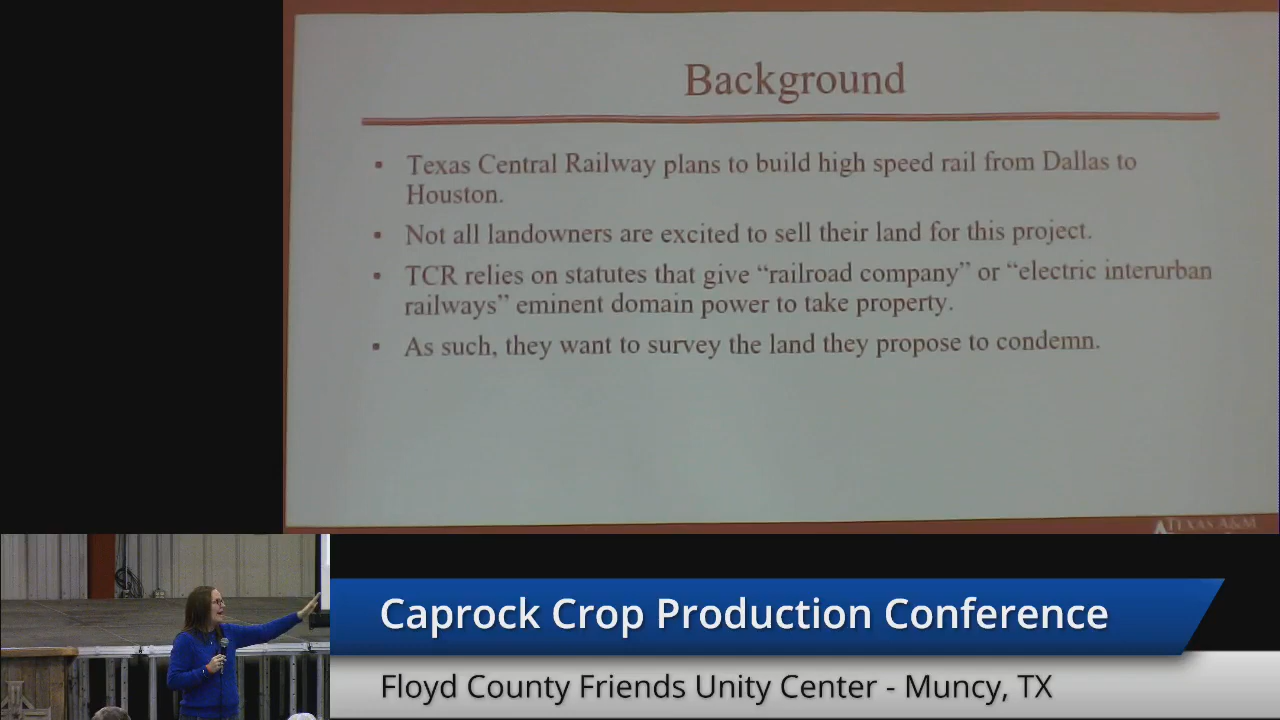 Background
• Texas Central Railway plans to build high speed rail from Dallas to
Houston.
• Not all landowners are excited to sell their land for this project.
• TCR relies on statutes that give “railroad company” or “electric interurban
railways” eminent domain power to take property.
• As such, they want to survey the land they propose to condemn.
TEXAS A&M
Caprock Crop Production Conference
Floyd County Friends Unity Center - Muncy, TX